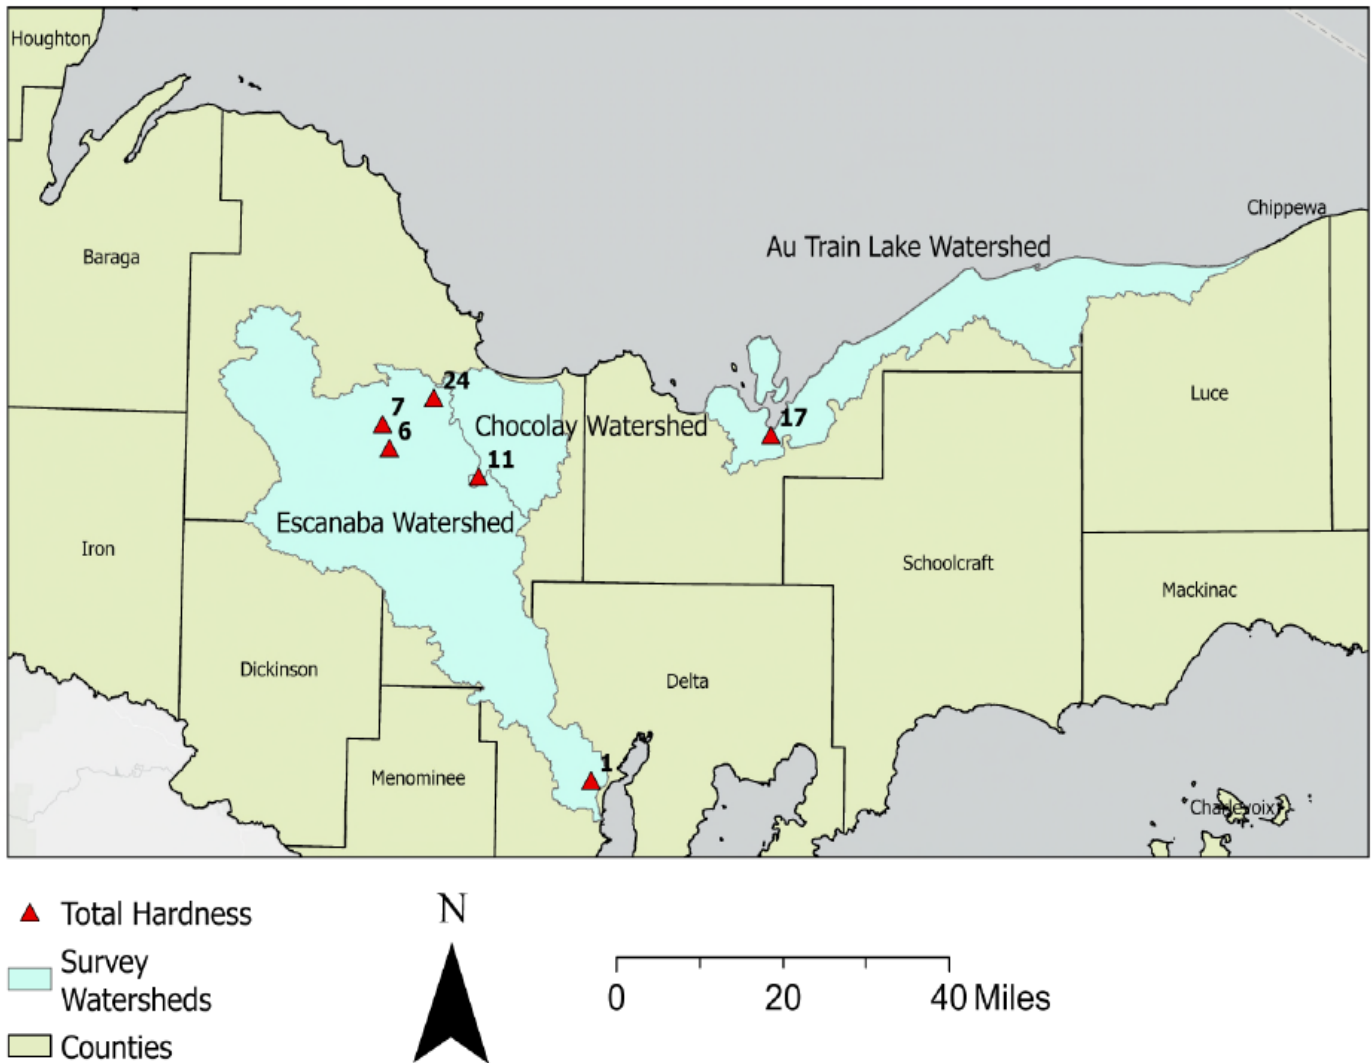 Houghton
Chippewa
Au Train Lake Watershed
Baraga
24
Luce
7
17
Chocolay Watershed
6
11
Escanaba Watershed
Iron
Schoolcraft
Mackinac
Dickinson
Delta
1
Menominee
Charlevoix
Total Hardness
N
Survey
Watersheds
0 20 40 Miles
Counties